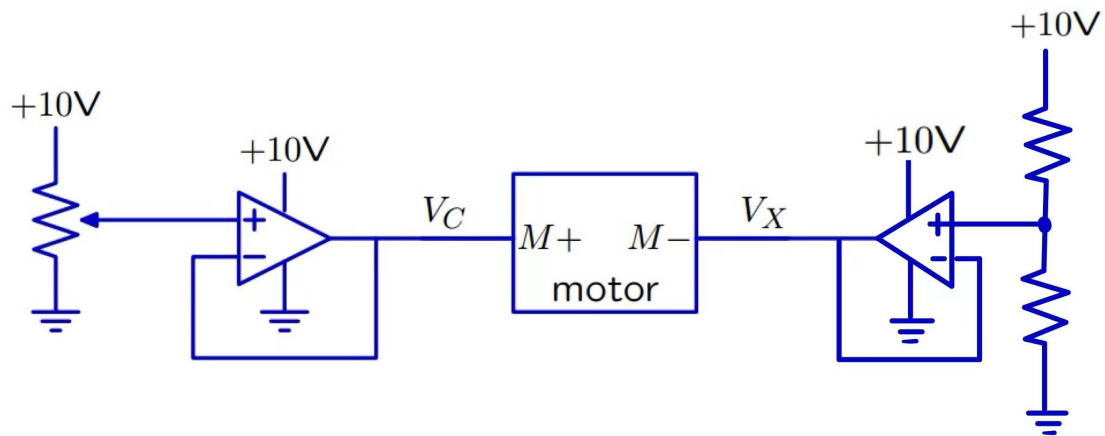 +10V
+10V
+10V
+10V
V_C
V_X
+
−
M+
M−
+
−
motor